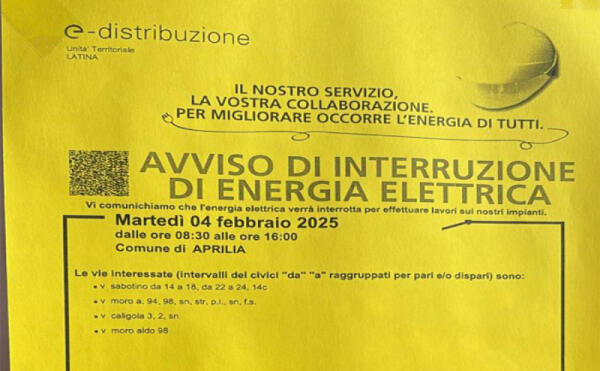 e-distribuzione
Unita' Territoriale
LATINA
IL NOSTRO SERVIZIO,
LA VOSTRA COLLABORAZIONE.
PER MIGLIORARE OCCORRE L'ENERGIA DI TUTTI.
AVVISO DI INTERRUZIONE
DI ENERGIA ELETTRICA
Vi comunichiamo che l'energia elettrica verrà interrotta per effettuare lavori sui nostri impianti.
Martedì 04 febbraio 2025
dalle ore 08:30 alle ore 16:00
Comune di APRILIA
Le vie interessate (intervalli dei civici "da" "a" raggruppati per pari e/o dispari) sono:
• v sabotino da 14 a 18, da 22 a 24, 14c
• v moro a. 94, 98, sn, str, p.i., sn, f.s.
• v caligola 3, 2, sn
• v moro aldo 98